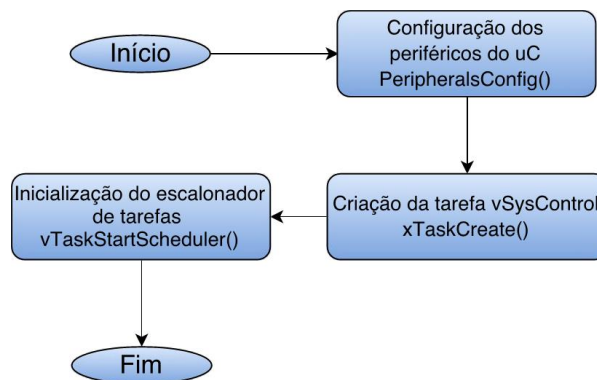 Início
Configuração dos
periféricos do uC
PeripheralsConfig()
Criação da tarefa vSysControl
xTaskCreate()
Inicialização do escalonador
de tarefas
vTaskStartScheduler()
Fim